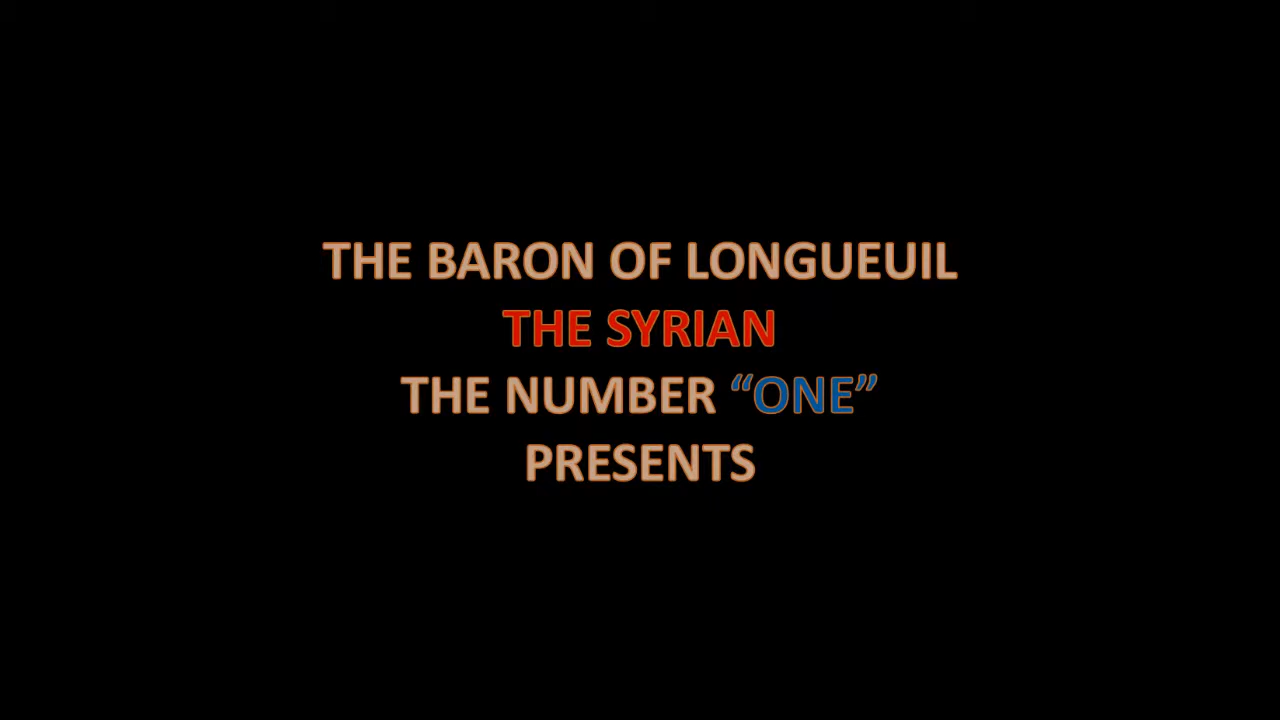 THE BARON OF LONGUEUIL
THE SYRIAN
THE NUMBER “ONE”
PRESENTS